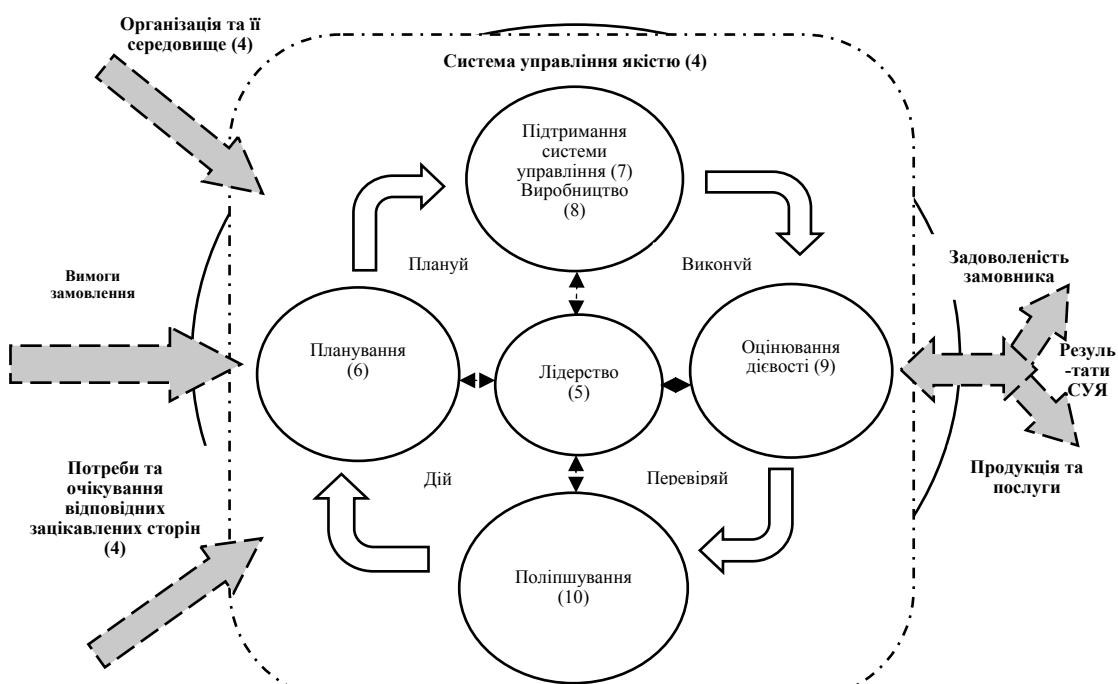 Організація та її
середовище (4)
Система управління якістю (4)
Підтримання
системи
управління (7)
Виробництво
(8)
Плануй
Виконуй
Вимоги
замовлення
Задоволеність
замовника
Планування
(6)
Лідерство
(5)
Оцінювання
дієвості (9)
Резуль
-тати
СУЯ
Потреби та
очікування
відповідних
зацікавлених сторін
(4)
Дій
Перевіряй
Продукція та
послуги
Поліпшування
(10)